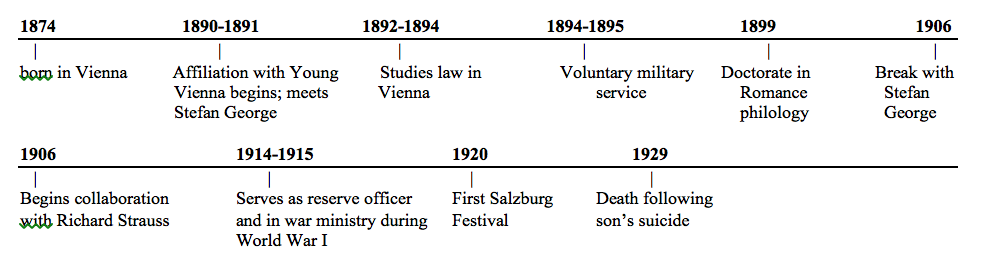 1874 1890-1891 1892-1894 1894-1895 1899 1906
born in Vienna Affiliation with Young Studies law in Voluntary military Doctorate in Break with
Vienna begins; meets Vienna service Romance Stefan
Stefan George philology George
1906 1914-1915 1920 1929
Begins collaboration Serves as reserve officer First Salzburg Death following
with Richard Strauss and in war ministry during Festival son's suicide
World War I